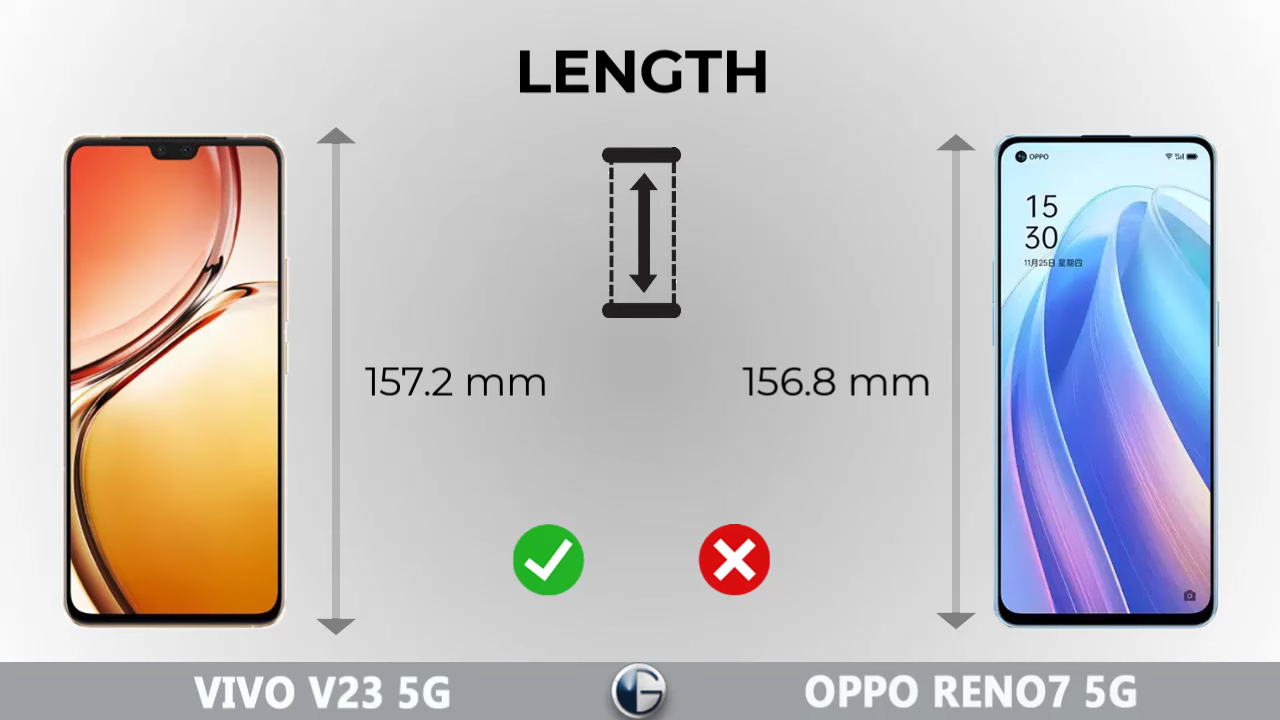 LENGTH
OPPO
15
30
11月25日 星期四
157.2 mm
156.8 mm
VIVO V23 5G
G
OPPO RENO7 5G